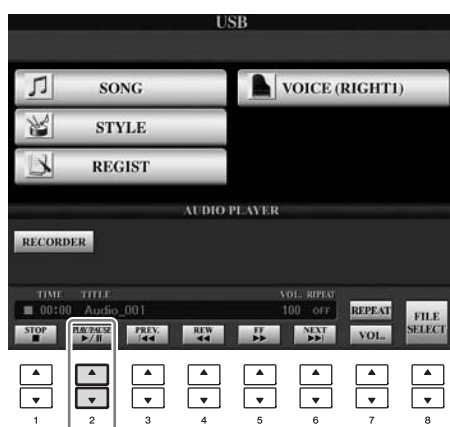 USB
SONG
VOICE (RIGHT1)
STYLE
REGIST
AUDIO PLAYER
RECORDER
TIME TITLE VOL. REPEAT
00:00 Audio_001 100 OFF
REPEAT
FILE SELECT
STOP PLAY/PAUSE PREV. REW FF NEXT VOL.
1 2 3 4 5 6 7 8